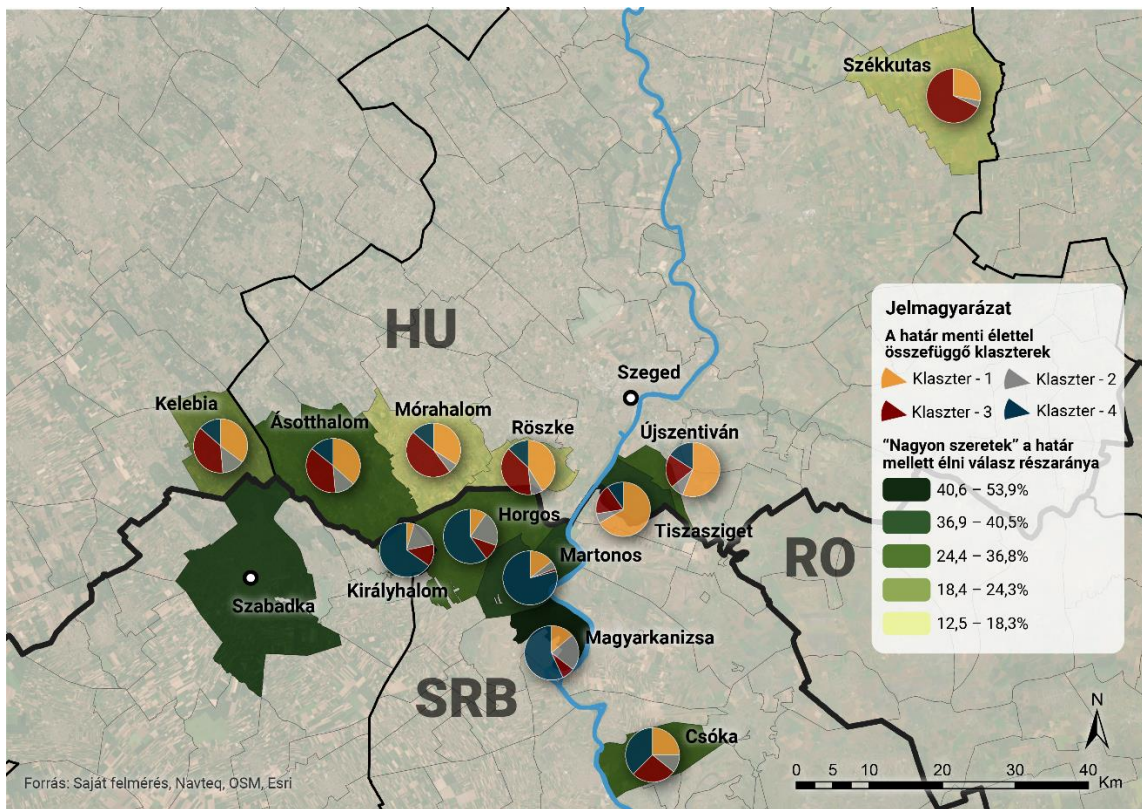 Székkutas
HU
Szeged
Kelebia
Ásotthalom
Mórahalom
Röszke
Újszentiván
Horgos
Tiszasziget
Martonos
Királyhalom
Szabadka
Magyarkanizsa
RO
SRB
Csóka
Jelmagyarázat
A határ menti élettel
összefüggő klaszterek
Klaszter - 1
Klaszter - 2
Klaszter - 3
Klaszter - 4
"Nagyon szeretek" a határ
mellett élni válasz részaránya
40,6 – 53,9%
36,9 – 40,5%
24,4 – 36,8%
18,4 – 24,3%
12,5 – 18,3%
N
0 5 10 20 30 40
Km
Forrás: Saját felmérés, Navteq, OSM, Esri